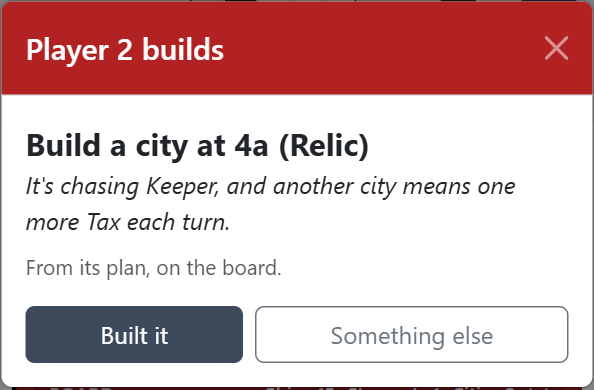 Player 2 builds
Build a city at 4a (Relic)
It's chasing Keeper, and another city means one
more Tax each turn.
From its plan, on the board.
Built it
Something else